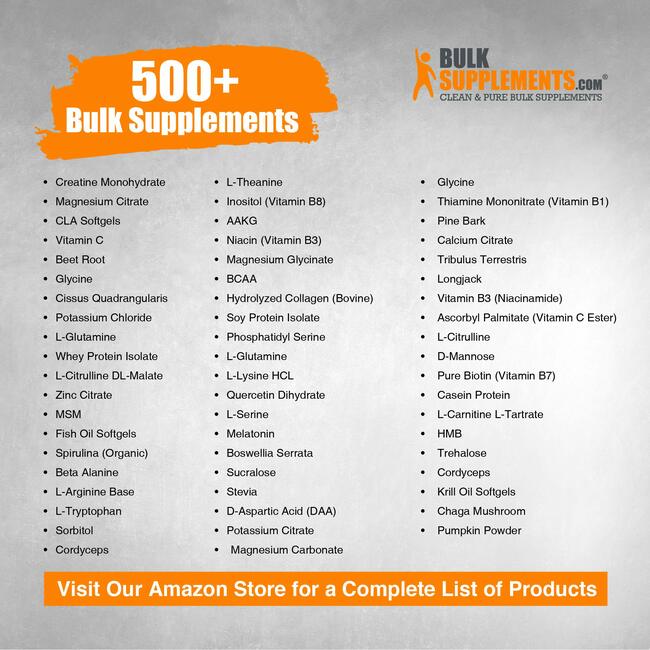 500+
Bulk Supplements
BULK
SUPPLEMENTS.COM®
CLEAN & PURE BULK SUPPLEMENTS
• Creatine Monohydrate
• Magnesium Citrate
• CLA Softgels
• Vitamin C
• Beet Root
• Glycine
• Cissus Quadrangularis
• Potassium Chloride
• L-Glutamine
• Whey Protein Isolate
• L-Citrulline DL-Malate
• Zinc Citrate
• MSM
• Fish Oil Softgels
• Spirulina (Organic)
• Beta Alanine
• L-Arginine Base
• L-Tryptophan
• Sorbitol
• Cordyceps
• L-Theanine
• Inositol (Vitamin B8)
• AAKG
• Niacin (Vitamin B3)
• Magnesium Glycinate
• BCAA
• Hydrolyzed Collagen (Bovine)
• Soy Protein Isolate
• Phosphatidyl Serine
• L-Glutamine
• L-Lysine HCL
• Quercetin Dihydrate
• L-Serine
• Melatonin
• Boswellia Serrata
• Sucralose
• Stevia
• D-Aspartic Acid (DAA)
• Potassium Citrate
• Magnesium Carbonate
• Glycine
• Thiamine Mononitrate (Vitamin B1)
• Pine Bark
• Calcium Citrate
• Tribulus Terrestris
• Longjack
• Vitamin B3 (Niacinamide)
• Ascorbyl Palmitate (Vitamin C Ester)
• L-Citrulline
• D-Mannose
• Pure Biotin (Vitamin B7)
• Casein Protein
• L-Carnitine L-Tartrate
• HMB
• Trehalose
• Cordyceps
• Krill Oil Softgels
• Chaga Mushroom
• Pumpkin Powder
Visit Our Amazon Store for a Complete List of Products